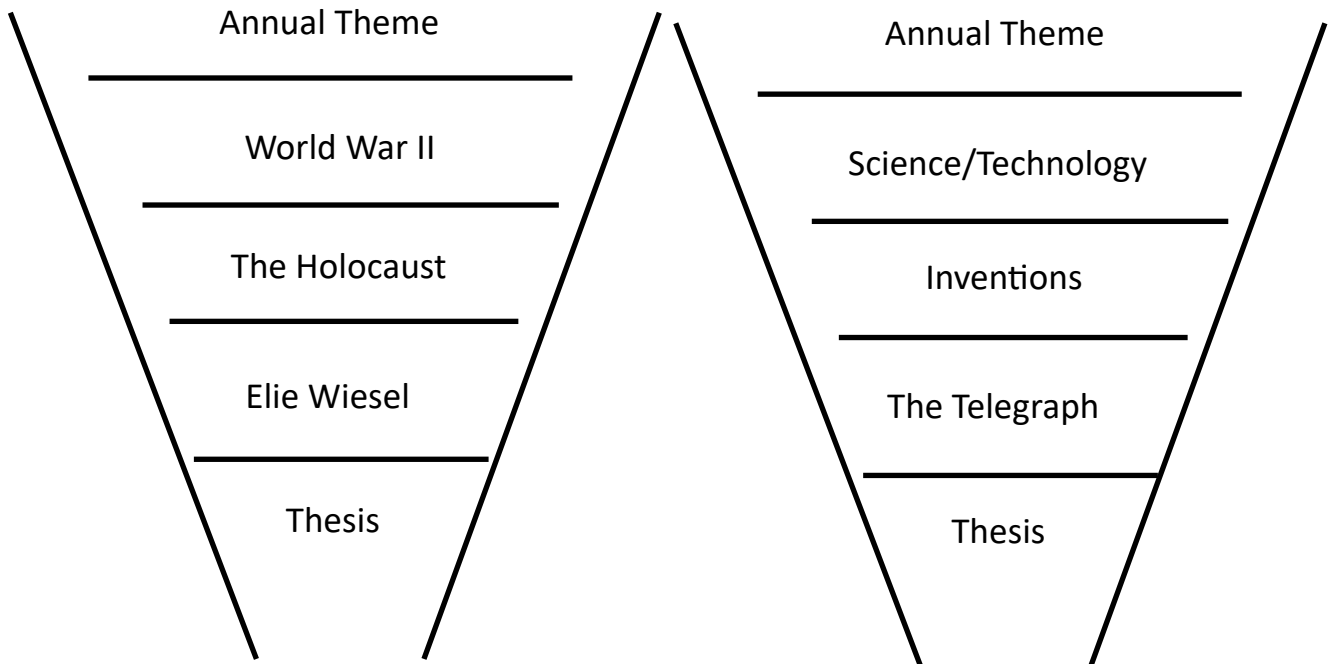 Annual Theme
World War II
The Holocaust
Elie Wiesel
Thesis
Annual Theme
Science/Technology
Inventions
The Telegraph
Thesis